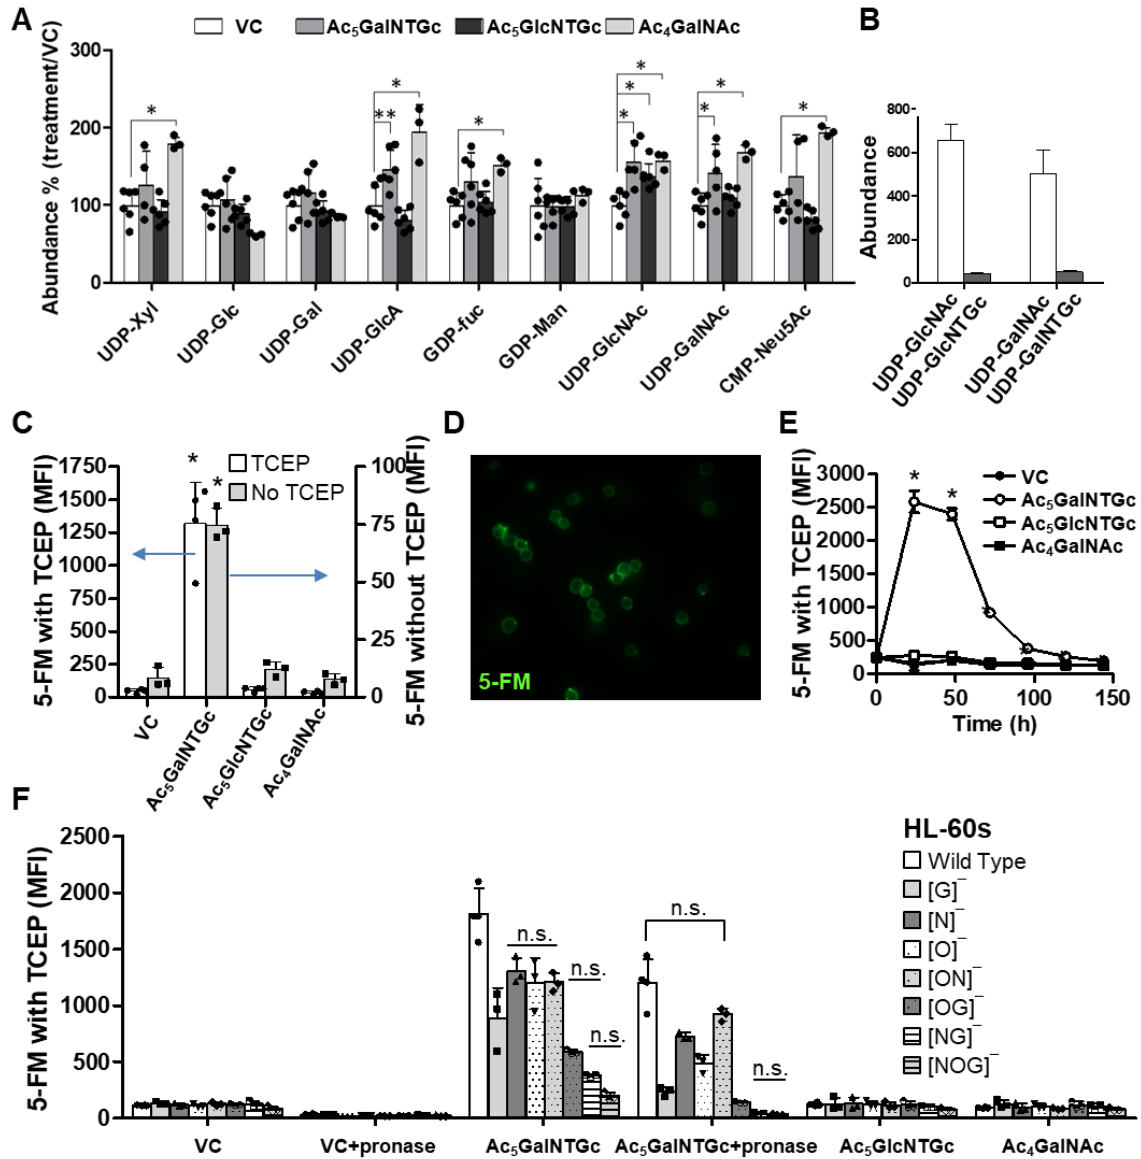 A
VC
Ac5GalNTGc
Ac5GlcNTGc
Ac4GalNAc
Abundance % (treatment/VC)
300
200
100
0
*
**
*
*
*
*
*
*
*
*
UDP-Xyl
UDP-Glc
UDP-Gal
UDP-GlcA
GDP-fuc
GDP-Man
UDP-GlcNAc
UDP-GalNAc
CMP-Neu5Ac
B
Abundance
800
600
400
200
0
UDP-GlcNAc
UDP-GlcNTGc
UDP-GalNAc
UDP-GalNTGc
C
5-FM with TCEP (MFI)
1750
1500
1250
1000
750
500
250
0
*
*
TCEP
No TCEP
100
75
50
25
0
5-FM without TCEP (MFI)
VC
Ac5GalNTGc
Ac5GlcNTGc
Ac4GalNAc
D
5-FM
E
5-FM with TCEP (MFI)
3000
2500
2000
1500
1000
500
0
*
*
VC
Ac5GalNTGc
Ac5GlcNTGc
Ac4GalNAc
0
50
100
150
Time (h)
F
5-FM with TCEP (MFI)
2500
2000
1500
1000
500
0
n.s.
n.s.
n.s.
n.s.
n.s.
HL-60s
Wild Type
[G]⁻
[N]⁻
[O]⁻
[ON]⁻
[OG]⁻
[NG]⁻
[NOG]⁻
VC
VC+pronase
Ac5GalNTGc
Ac5GalNTGc+pronase
Ac5GlcNTGc
Ac4GalNAc